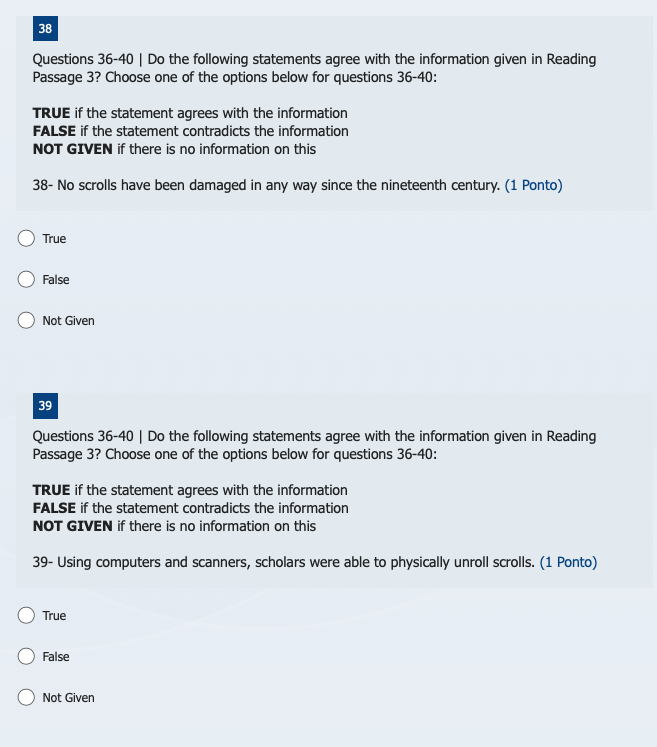 38
Questions 36-40 | Do the following statements agree with the information given in Reading
Passage 3? Choose one of the options below for questions 36-40:
TRUE if the statement agrees with the information
FALSE if the statement contradicts the information
NOT GIVEN if there is no information on this
38- No scrolls have been damaged in any way since the nineteenth century. (1 Ponto)
True
False
Not Given
39
Questions 36-40 | Do the following statements agree with the information given in Reading
Passage 3? Choose one of the options below for questions 36-40:
TRUE if the statement agrees with the information
FALSE if the statement contradicts the information
NOT GIVEN if there is no information on this
39- Using computers and scanners, scholars were able to physically unroll scrolls. (1 Ponto)
True
False
Not Given